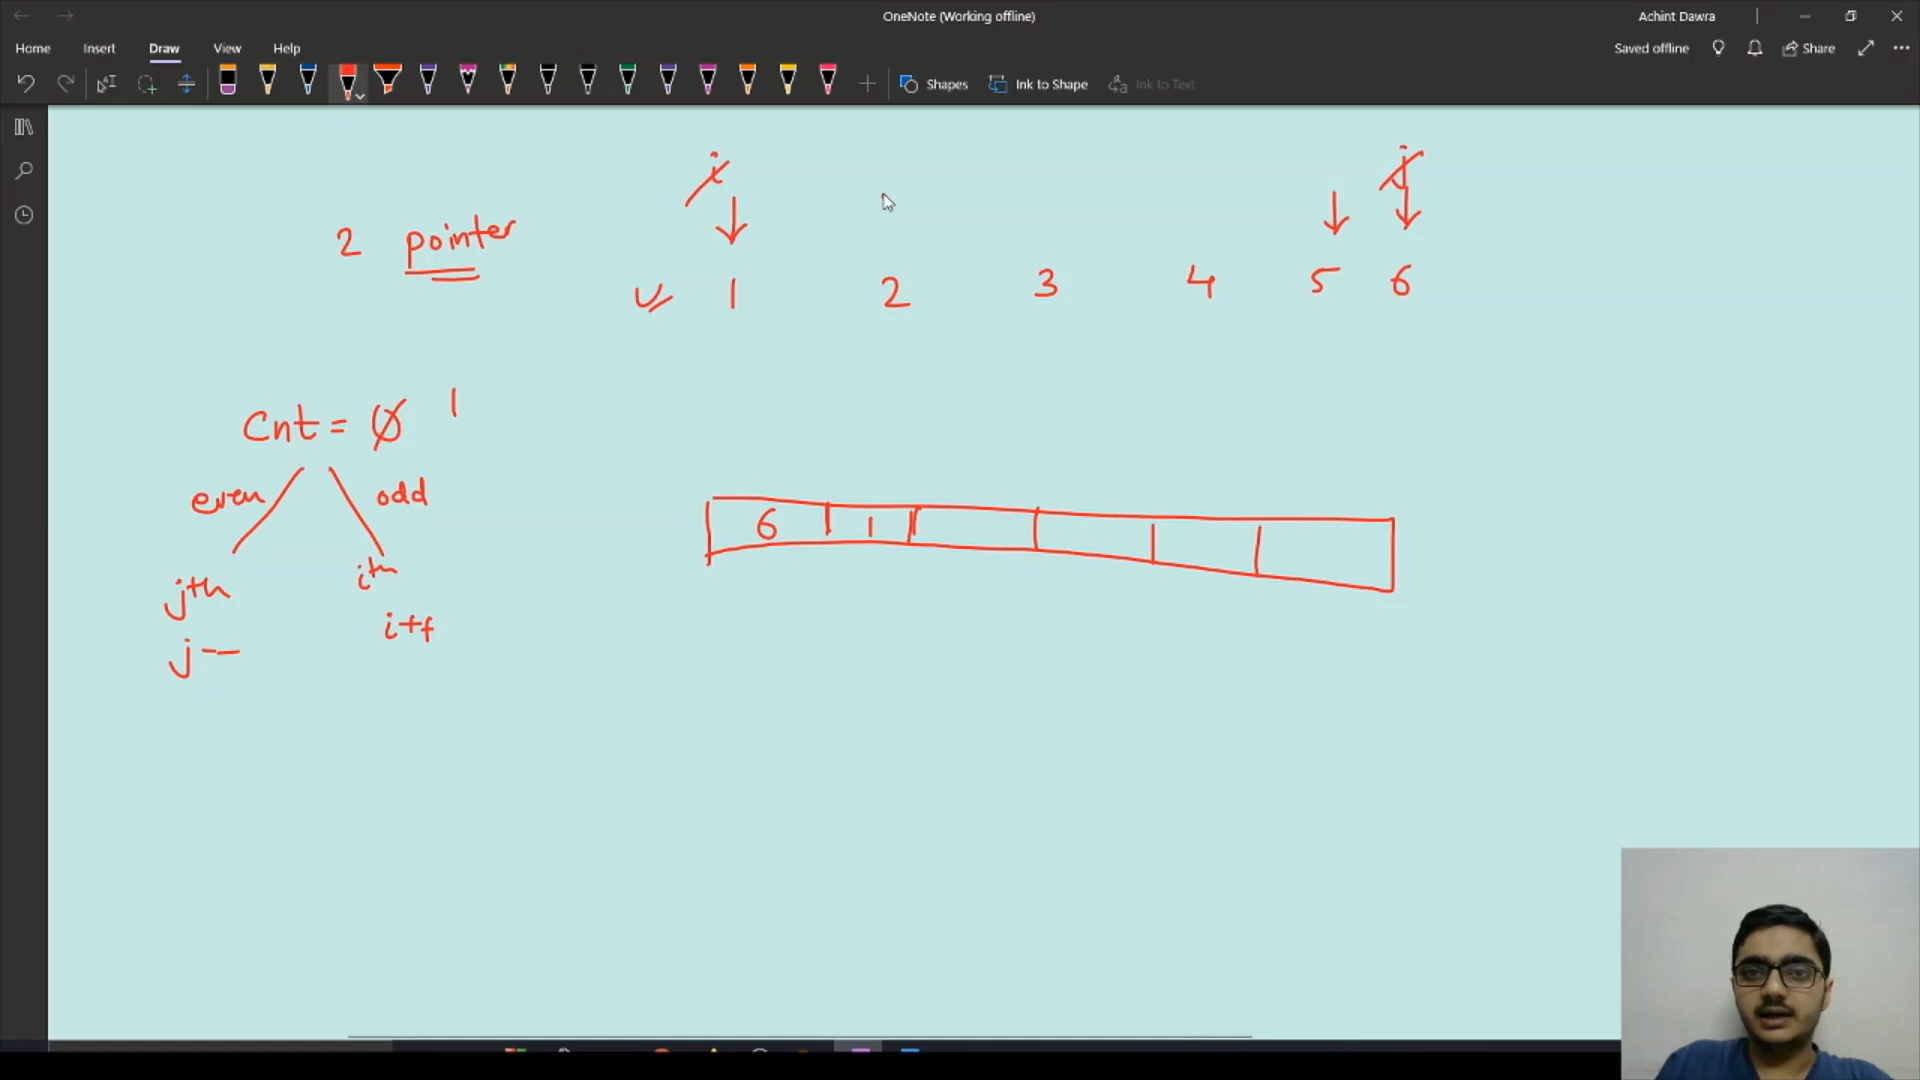 OneNote (Working offline)
Achint Dawra
Home Insert Draw View Help
Saved offline
Share
Shapes
Ink to Shape
Ink to Text
i
j
2 pointer
1 2 3 4 5 6
Cnt = 0 1
even odd
6 1
jth ith
j-- i++